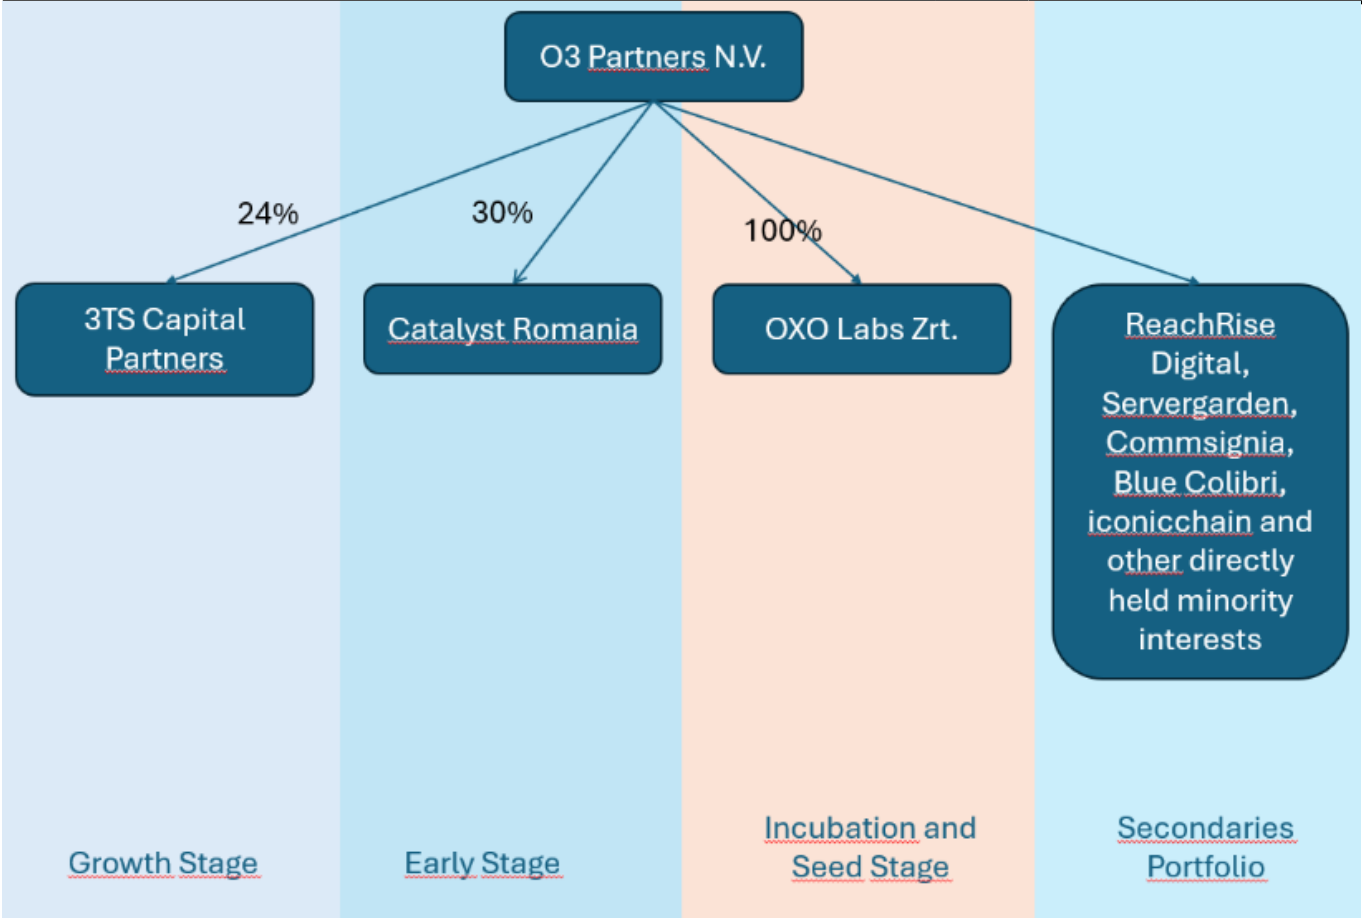 O3 Partners N.V.
24%
30%
100%
3TS Capital
Partners
Catalyst Romania
OXO Labs Zrt.
ReachRise
Digital,
Servergarden,
Commsignia,
Blue Colibri,
iconicchain and
other directly
held minority
interests
Growth Stage
Early Stage
Incubation and
Seed Stage
Secondaries
Portfolio